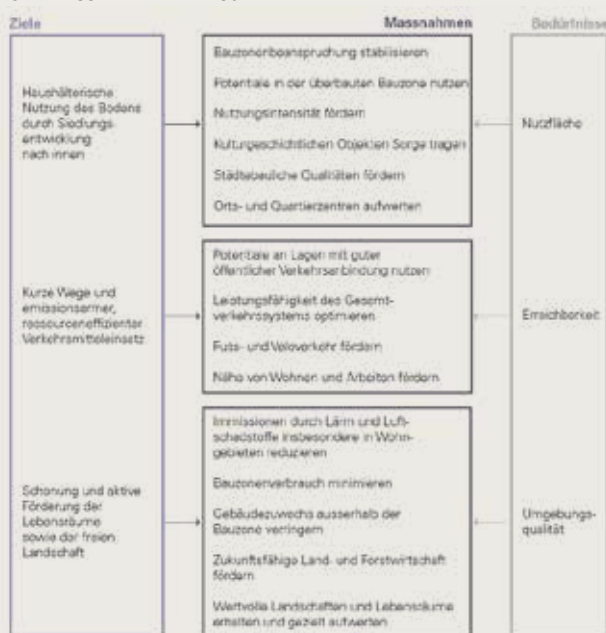 Ziele
Massnahmen
Bedürfnisse
Haushälterische
Nutzung des Bodens
durch Siedlungs-
entwicklung
nach innen
Bauzonenbeanspruchung stabilisieren
Potentiale in der überbauten Bauzone nutzen
Nutzungsintensität fördern
Kulturgeschichtlichen Objekten Sorge tragen
Städtebauliche Qualitäten fördern
Orts- und Quartierzentren aufwerten
Nutzfläche
Kurze Wege und
emissionsarmer,
ressourceneffizienter
Verkehrsmitteleinsatz
Potentiale an Lagen mit guter
öffentlicher Verkehrsanbindung nutzen
Leistungsfähigkeit des Gesamt-
verkehrssystems optimieren
Fuss- und Veloverkehr fördern
Nähe von Wohnen und Arbeiten fördern
Erreichbarkeit
Schonung und aktive
Förderung der
Lebensräume
sowie der freien
Landschaft
Immissionen durch Lärm und Luft-
schadstoffe insbesondere in Wohn-
gebieten reduzieren
Bauzonenverbrauch minimieren
Gebäudezuwachs ausserhalb der
Bauzone verringern
Zukunftsfähige Land- und Forstwirtschaft
fördern
Wertvolle Landschaften und Lebensräume
erhalten und gezielt aufwerten
Umgebungs-
qualität